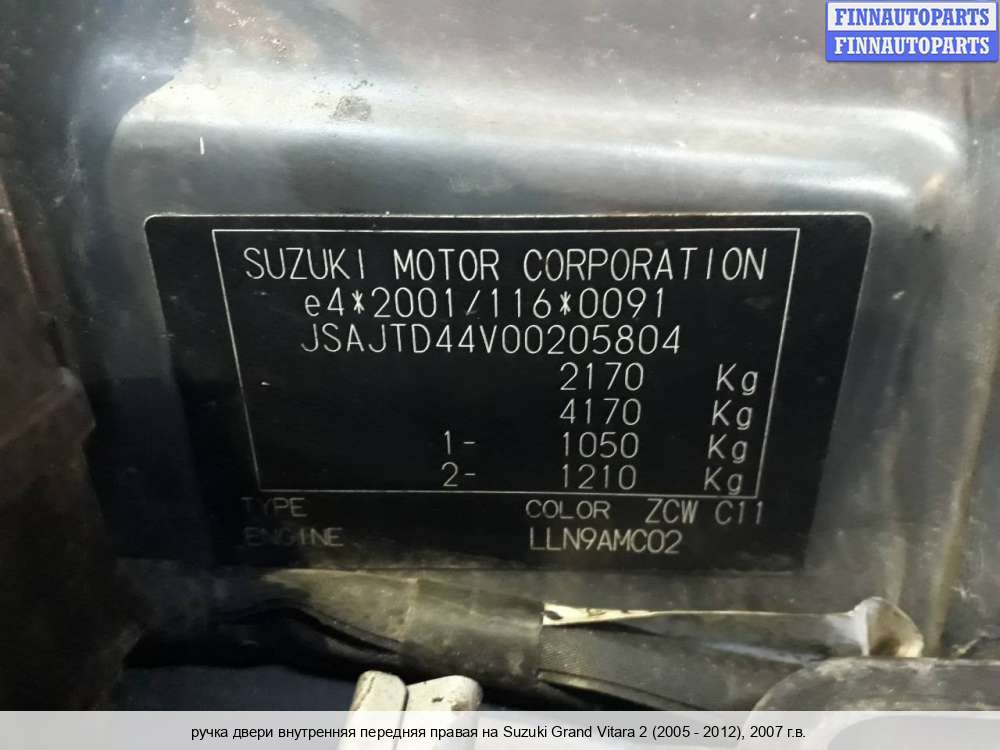 FINNAUTOPARTS
FINNAUTOPARTS
SUZUKI MOTOR CORPORATION
e4*2001/116*0091
JSAJTD44V00205804
2170 Kg
4170 Kg
1- 1050 Kg
2- 1210 Kg
TYPE COLOR ZCW C11
ENGINE LLN9AMC02
ручка двери внутренняя передняя правая на Suzuki Grand Vitara 2 (2005 - 2012), 2007 г.в.